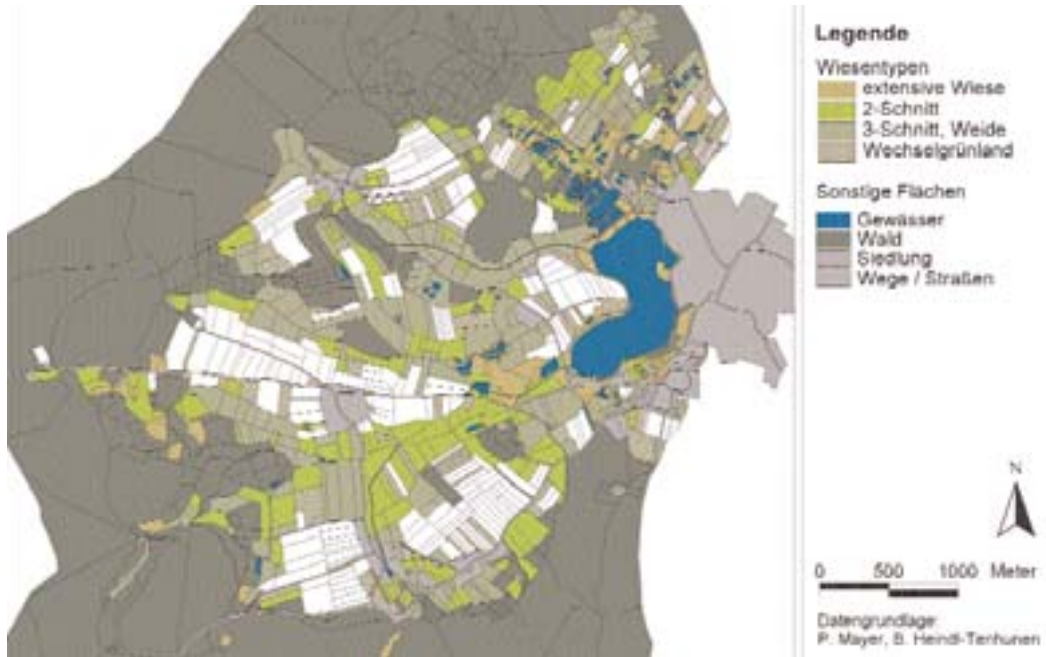 Legende
Wiesentypen
extensive Wiese
2-Schnitt
3-Schnitt, Weide
Wechselgrünland
Sonstige Flächen
Gewässer
Wald
Siedlung
Wege / Straßen
N
0 500 1000 Meter
Datengrundlage:
P. Mayer, B. Heindl-Tenhunen